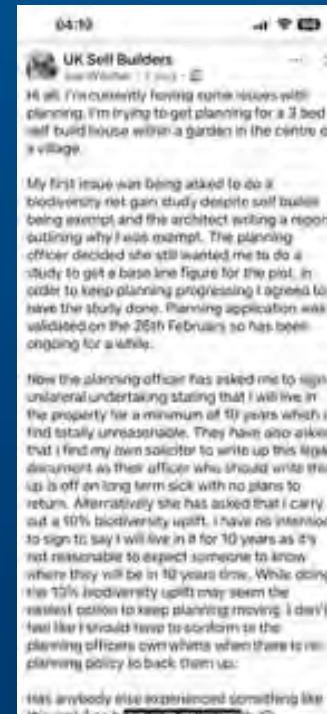 04:10
UK Self Builders
Hi all, I'm currently having some issues with
planning. I'm trying to get planning for a 3 bed
self build house within a garden in the centre o
a village.
My first issue was being asked to do a
biodiversity net gain study despite self builds
being exempt and the architect writing a report
outlining why I was exempt. The planning
officer decided she still wanted me to do a
study to get a base line figure for the plot. In
order to keep planning progressing I agreed to
have the study done. Planning application was
validated on the 26th February so has been
ongoing for a while.
Now the planning officer has asked me to sign
unilateral undertaking stating that I will live in
the property for a minimum of 10 years which I
find totally unreasonable. They have also asked
that I find my own solicitor to write up this legal
document as their officer who should write this
up is off on long term sick with no plans to
return. Alternatively she has asked that I carry
out a 10% biodiversity uplift. I have no intention
to sign to say I will live in it for 10 years as it's
not reasonable to expect someone to know
where they will be in 10 years time. While doing
the 10% biodiversity uplift may seem the
easiest option to keep planning moving I don't
feel like I should have to conform to the
planning officers own whims when there is no
planning policy to back them up.
Has anybody else experienced something like